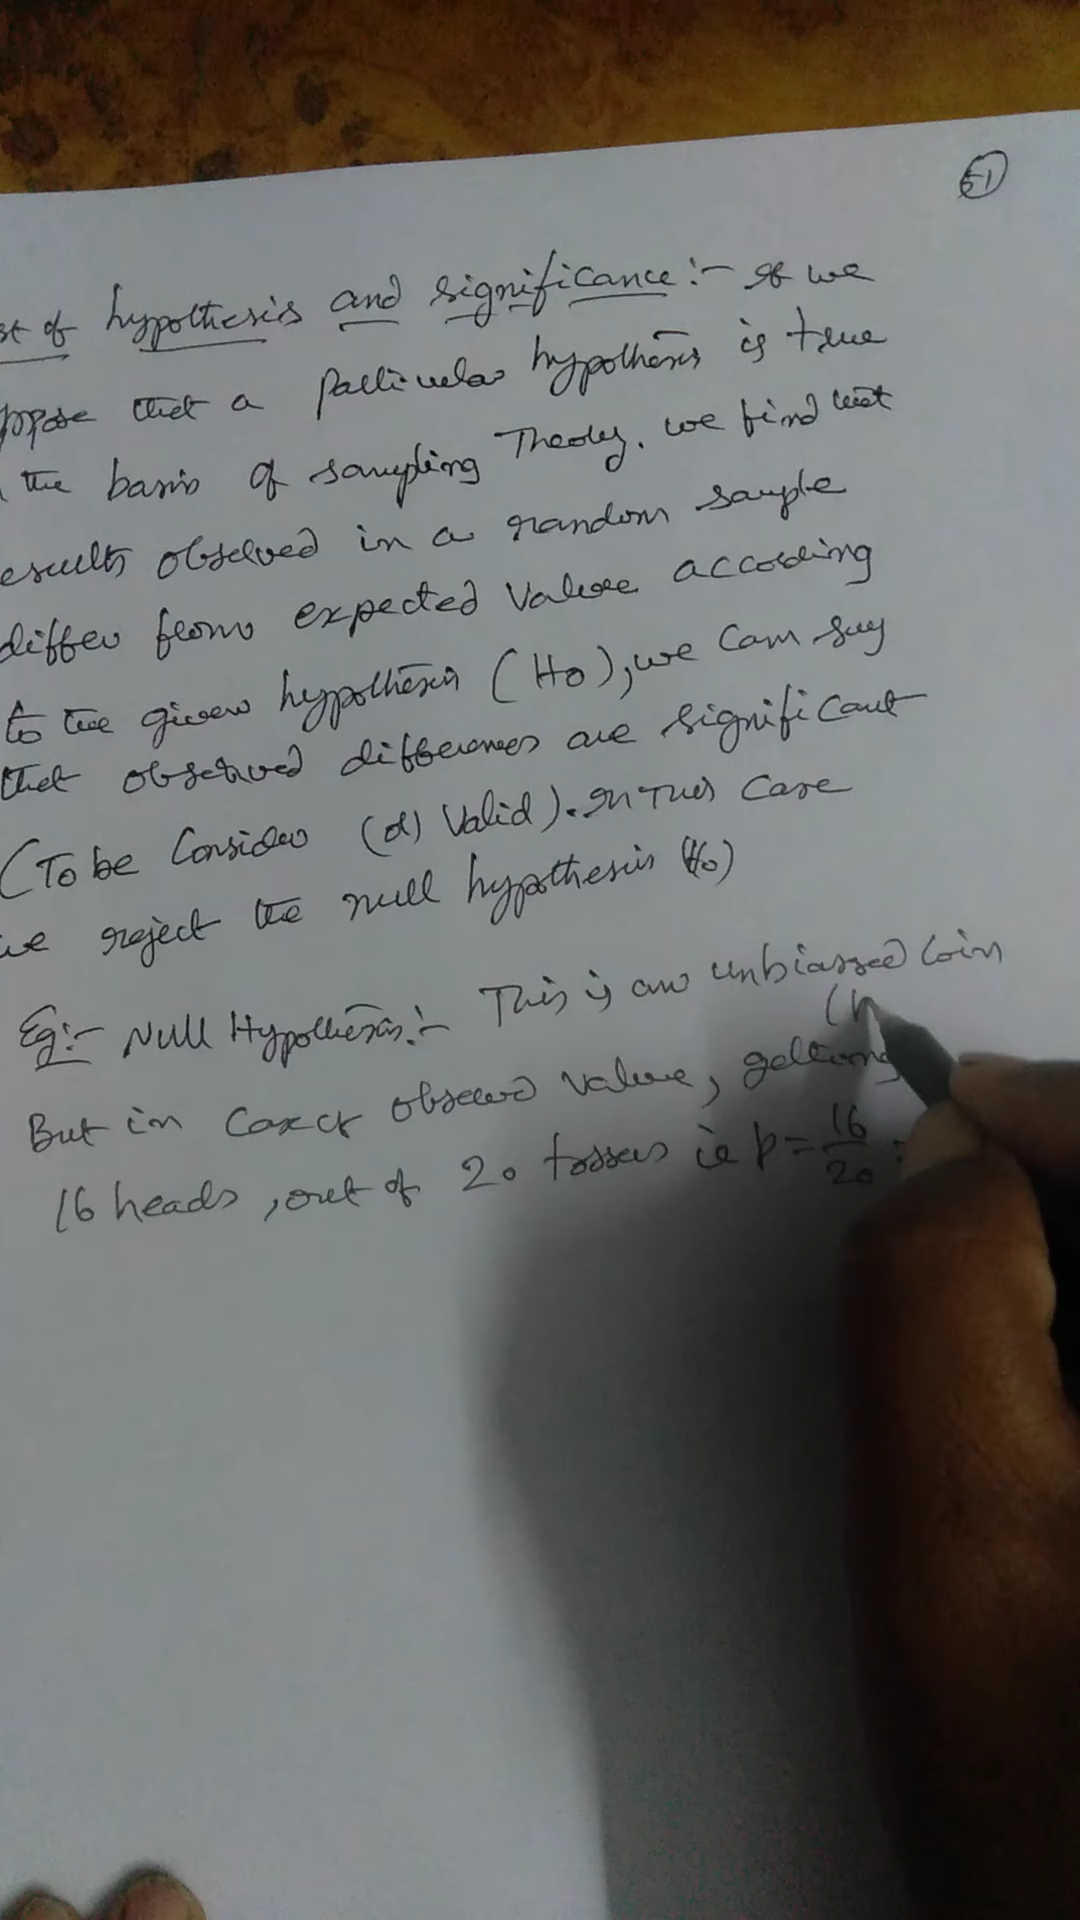 51
st of hypothesis and significance:- If we
ppose that a particular hypothesis is true
the basis of sampling Theory. we find that
esults observed in a random sample
differ from expected Value according
to the given hypothesis (H0), we can say
that observed differences are significant
(To be Consider (or) Valid). In This Case
we reject the null hypothesis (H0)
Eg:- Null Hypothesis:- This is an unbiassed Coin
But in observed value, getting
16 heads, out of 20 tosses ie p = 16/20 =